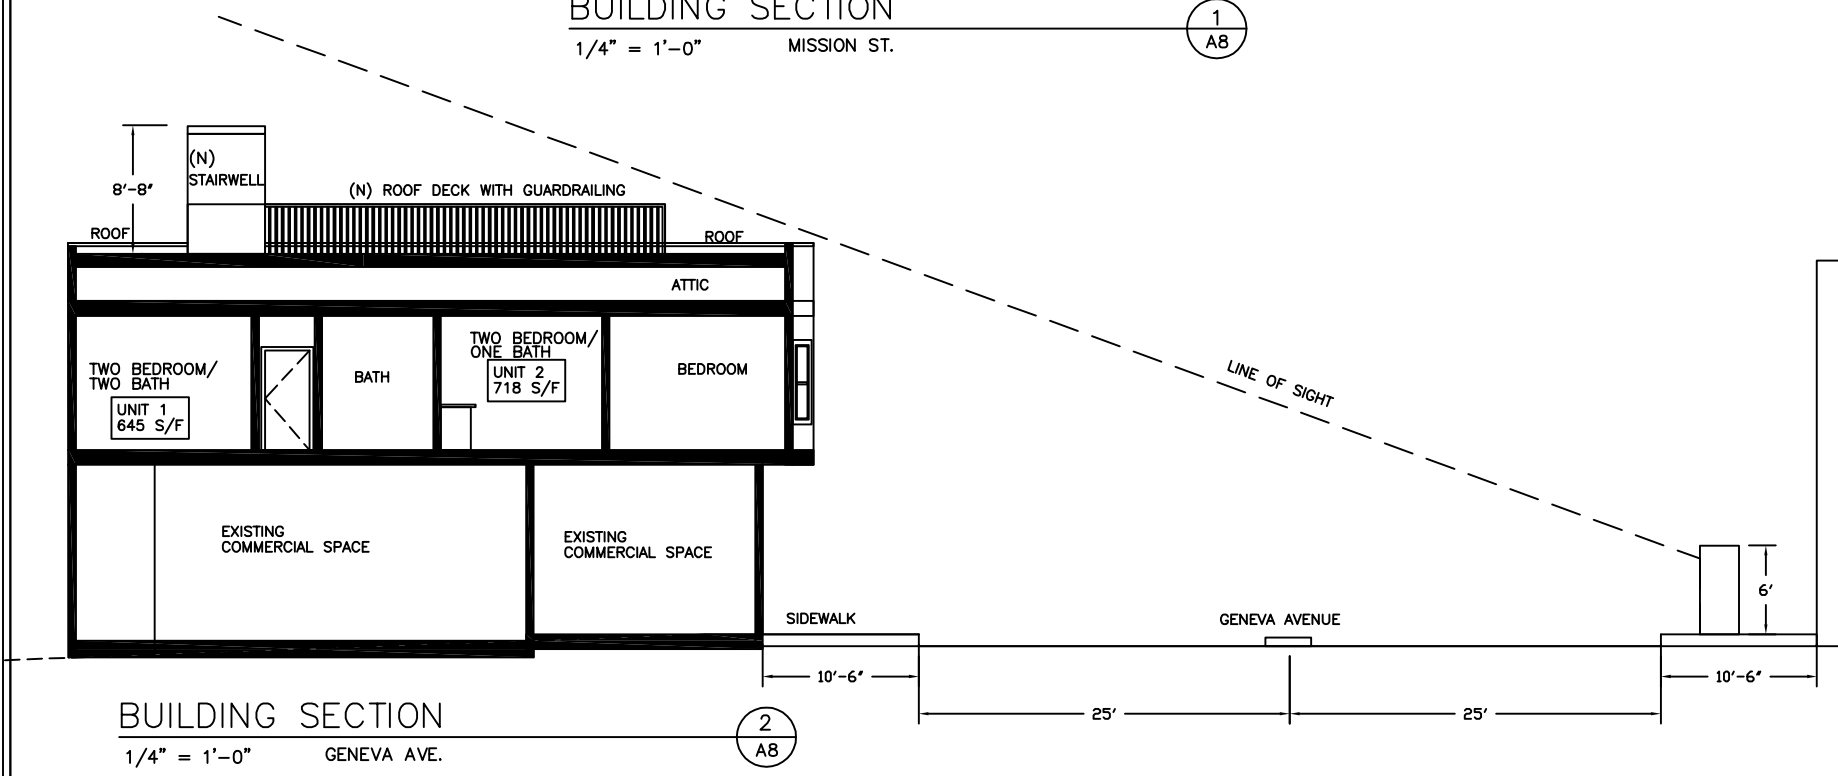 BUILDING SECTION
1/4" = 1'-0" MISSION ST.
1
A8
(N)
STAIRWELL
8'-8"
(N) ROOF DECK WITH GUARDRAILING
ROOF
ROOF
ATTIC
TWO BEDROOM/
TWO BATH
UNIT 1
645 S/F
BATH
TWO BEDROOM/
ONE BATH
UNIT 2
718 S/F
BEDROOM
LINE OF SIGHT
EXISTING
COMMERCIAL SPACE
EXISTING
COMMERCIAL SPACE
6'
SIDEWALK
GENEVA AVENUE
10'-6"
10'-6"
25'
25'
BUILDING SECTION
1/4" = 1'-0" GENEVA AVE.
2
A8